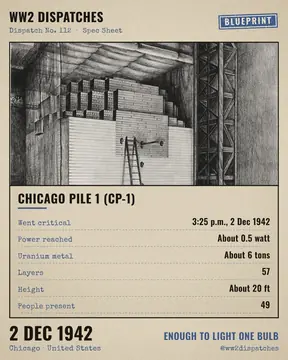 WW2 DISPATCHES
Dispatch No. 112 · Spec Sheet
BLUEPRINT
CHICAGO PILE 1 (CP-1)
Went critical 3:25 p.m., 2 Dec 1942
Power reached About 0.5 watt
Uranium metal About 6 tons
Layers 57
Height About 20 ft
People present 49
2 DEC 1942
Chicago · United States
ENOUGH TO LIGHT ONE BULB
@ww2dispatches